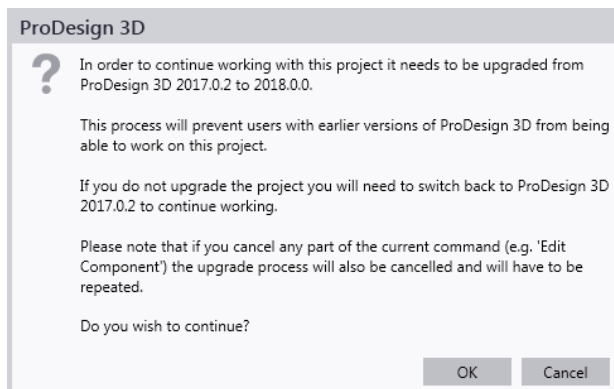 ProDesign 3D
In order to continue working with this project it needs to be upgraded from
ProDesign 3D 2017.0.2 to 2018.0.0.
This process will prevent users with earlier versions of ProDesign 3D from being
able to work on this project.
If you do not upgrade the project you will need to switch back to ProDesign 3D
2017.0.2 to continue working.
Please note that if you cancel any part of the current command (e.g. 'Edit
Component') the upgrade process will also be cancelled and will have to be
repeated.
Do you wish to continue?
OK Cancel